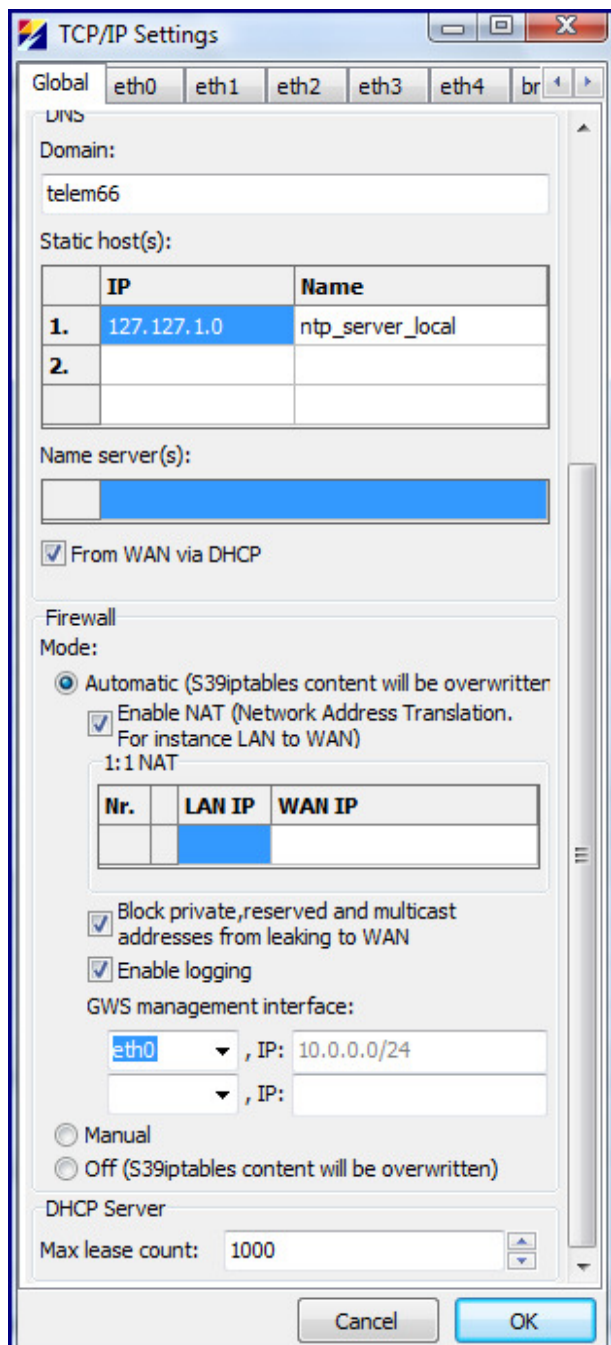 TCP/IP Settings
Global eth0 eth1 eth2 eth3 eth4 br
DNS
Domain:
telem66
Static host(s):
IP Name
1. 127.127.1.0 ntp_server_local
2.
Name server(s):
From WAN via DHCP
Firewall
Mode:
Automatic (S39iptables content will be overwritten
Enable NAT (Network Address Translation.
For instance LAN to WAN)
1:1 NAT
Nr. LAN IP WAN IP
Block private,reserved and multicast
addresses from leaking to WAN
Enable logging
GWS management interface:
eth0 , IP: 10.0.0.0/24
, IP:
Manual
Off (S39iptables content will be overwritten)
DHCP Server
Max lease count: 1000
Cancel OK